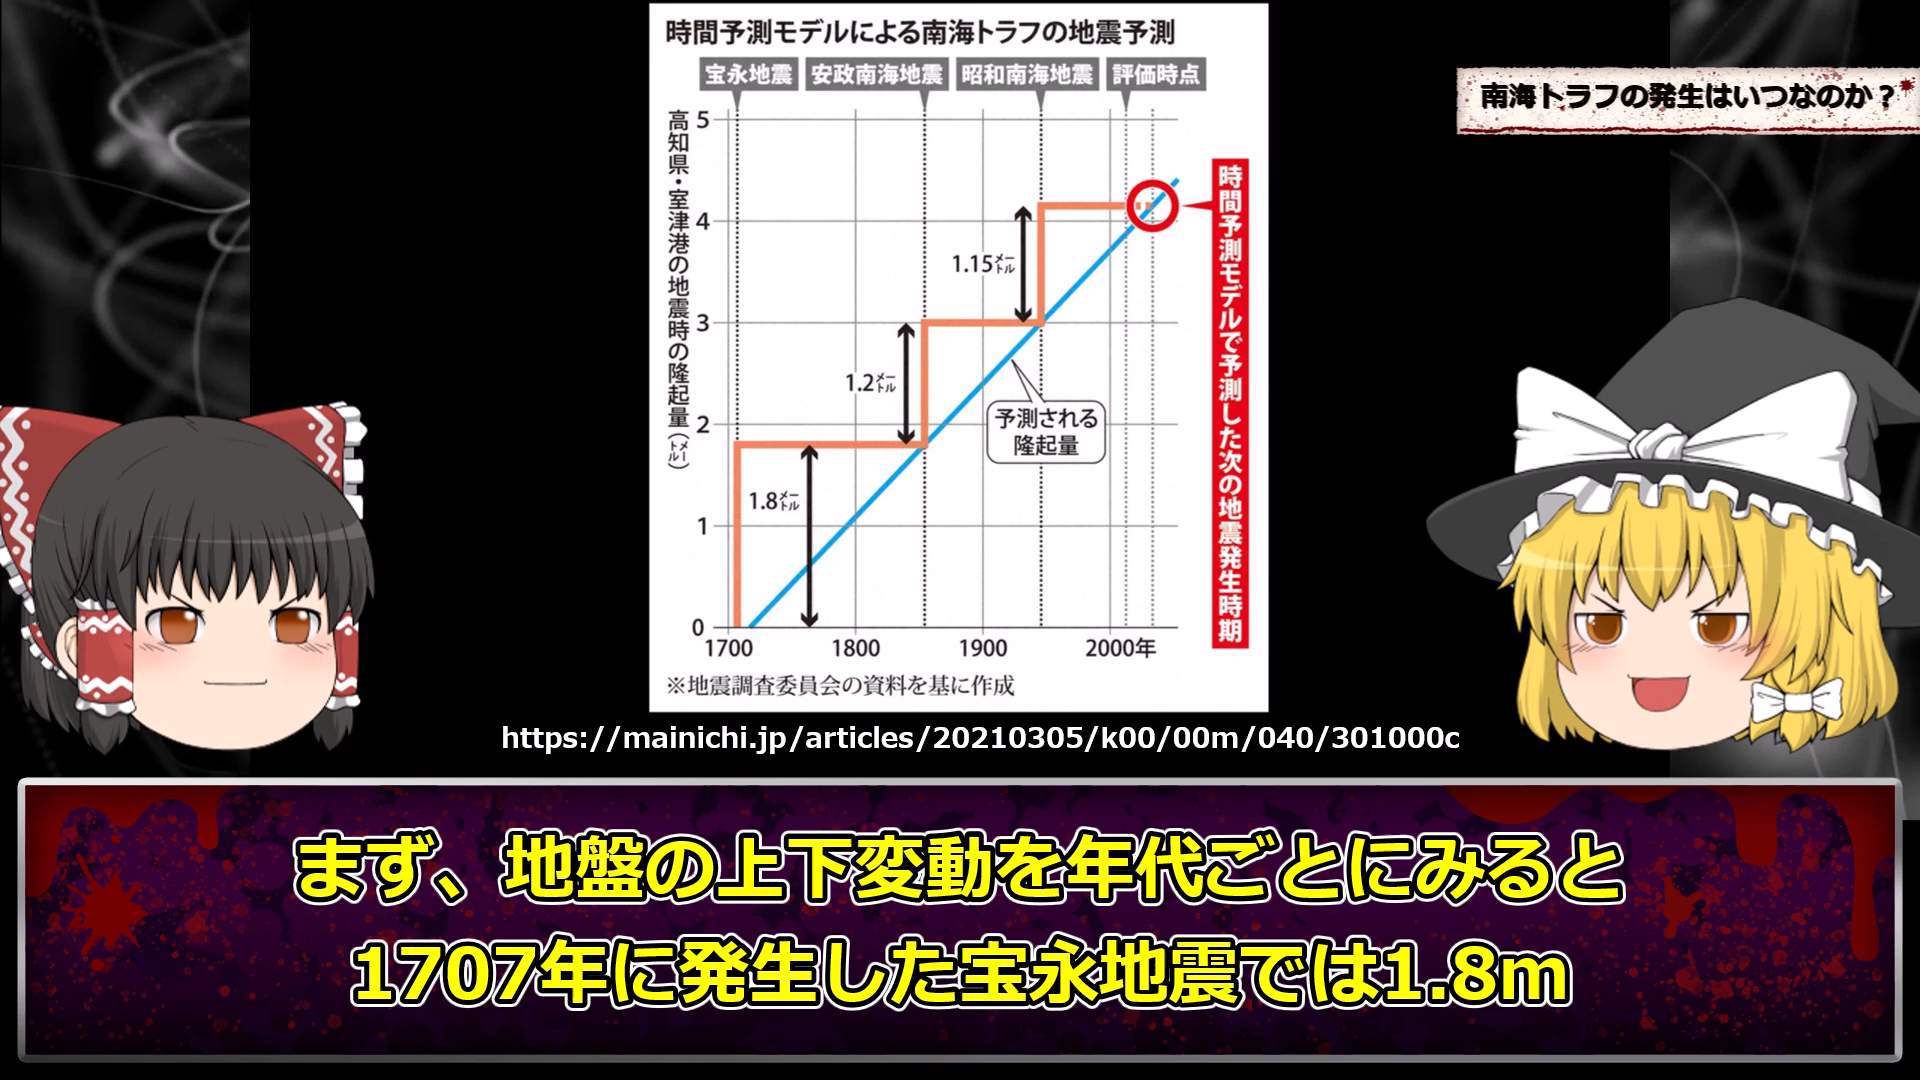 時間予測モデルによる南海トラフの地震予測
宝永地震
安政南海地震
昭和南海地震
評価時点
南海トラフの発生はいつなのか？
高知県・室津港の地震時の隆起量(メートル)
5
4
3
2
1
0
1.15メートル
1.2メートル
1.8メートル
予測される
隆起量
時間予測モデルで予測した次の地震発生時期
1700
1800
1900
2000年
※地震調査委員会の資料を基に作成
https://mainichi.jp/articles/20210305/k00/00m/040/301000c
まず、地盤の上下変動を年代ごとにみると
1707年に発生した宝永地震では1.8m